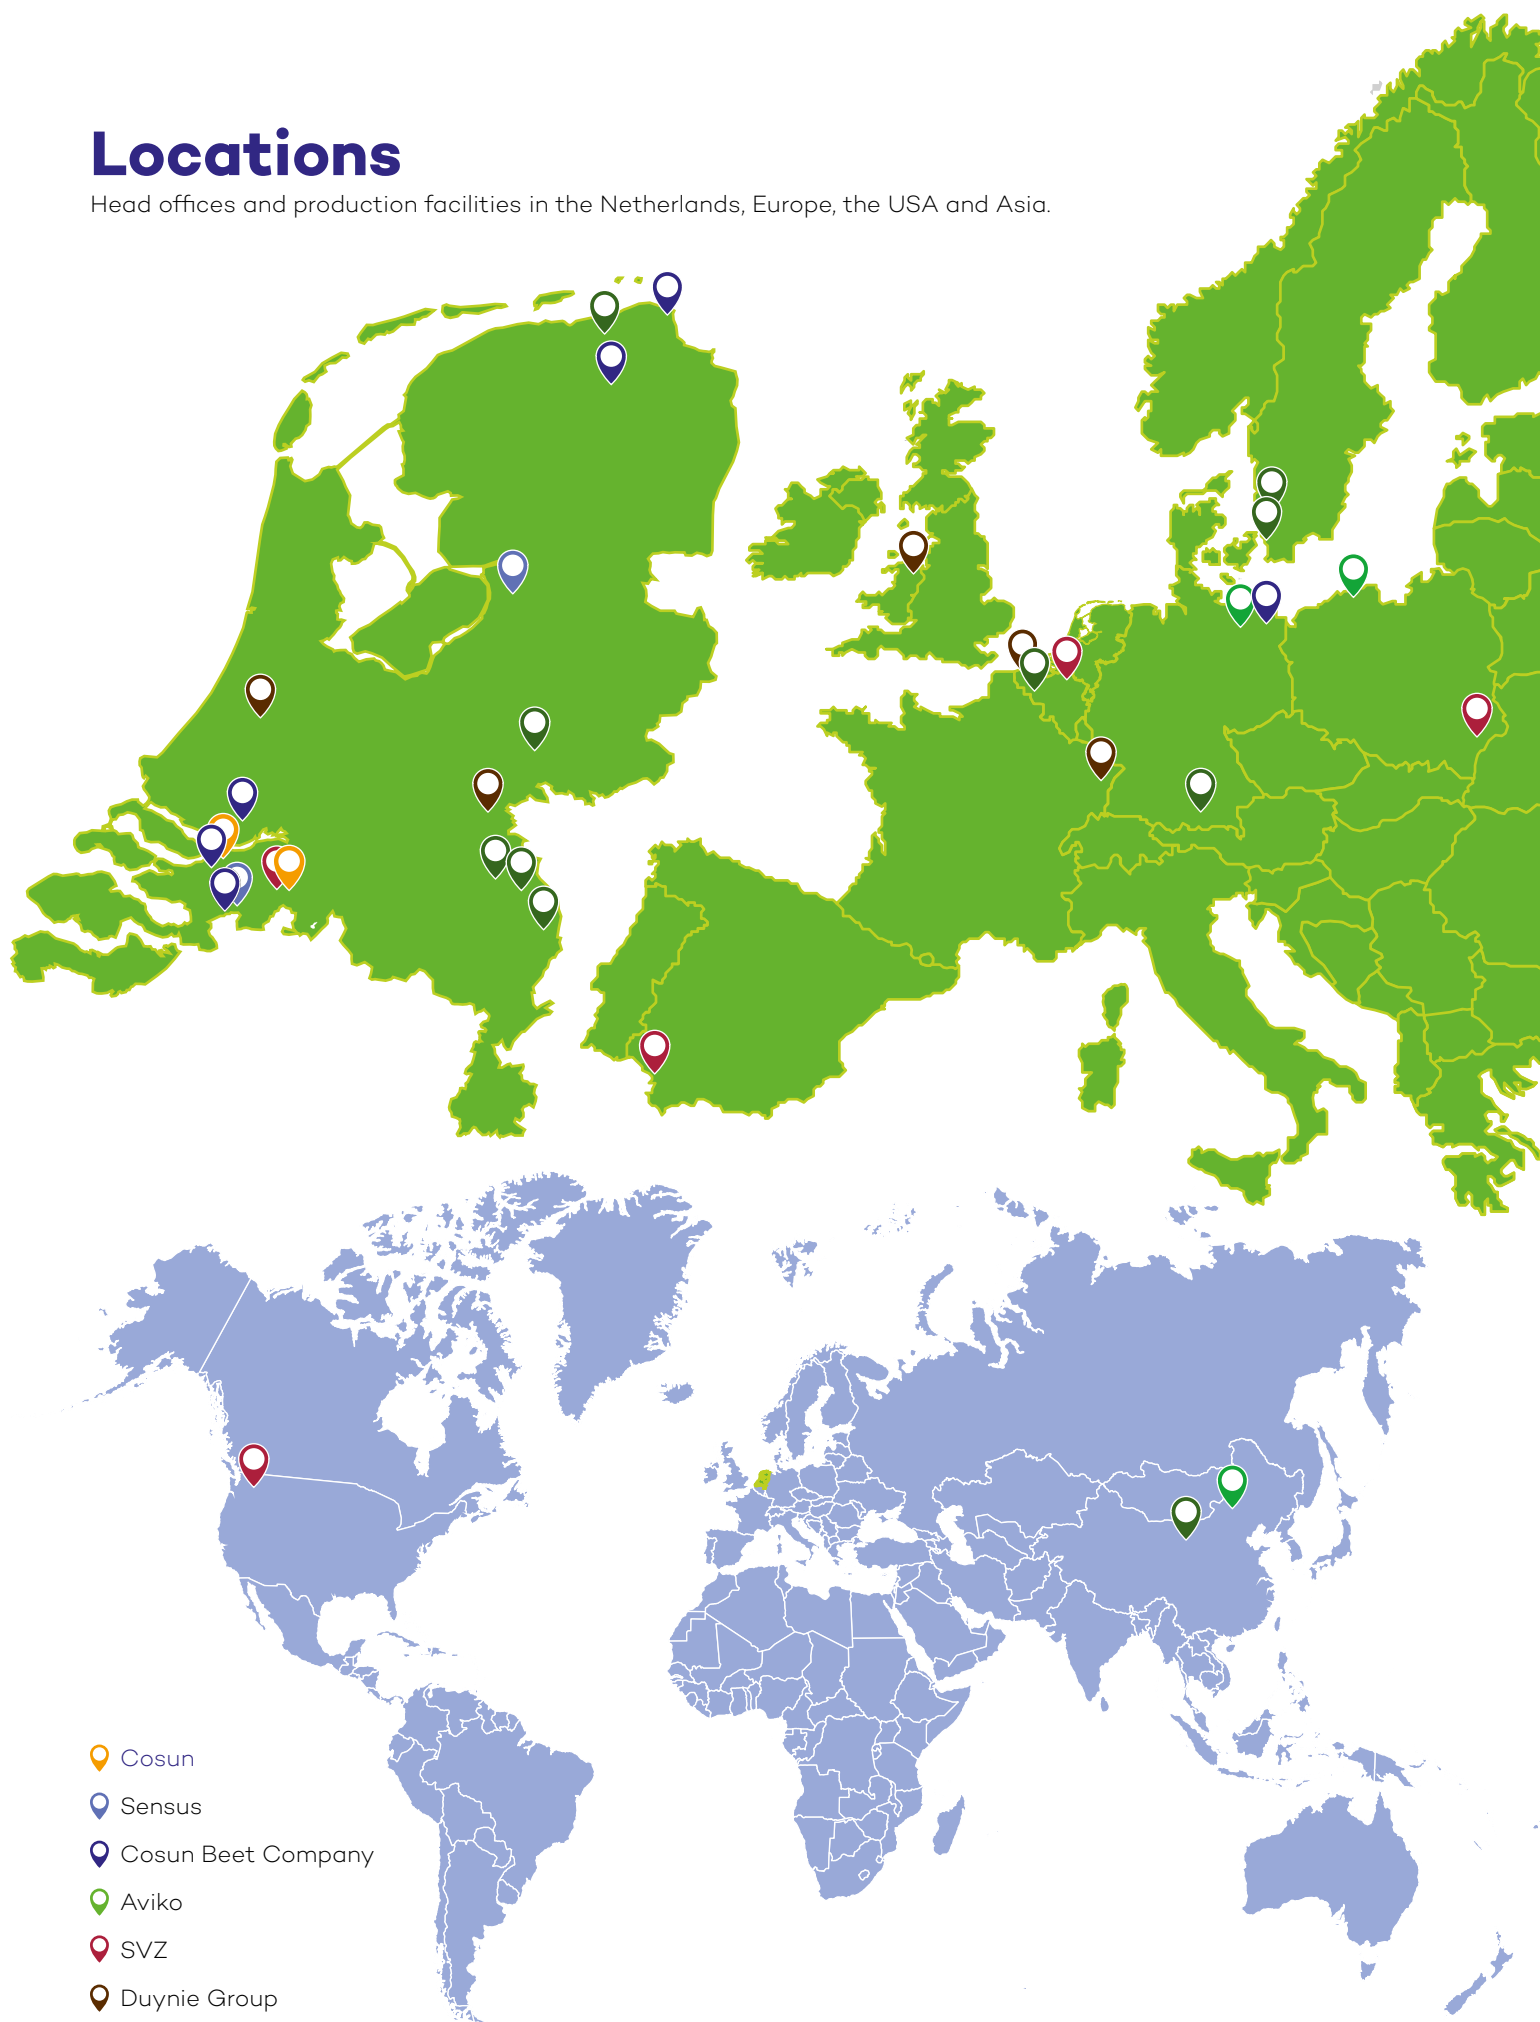 Locations
Head offices and production facilities in the Netherlands, Europe, the USA and Asia.
Cosun
Sensus
Cosun Beet Company
Aviko
SVZ
Duynie Group